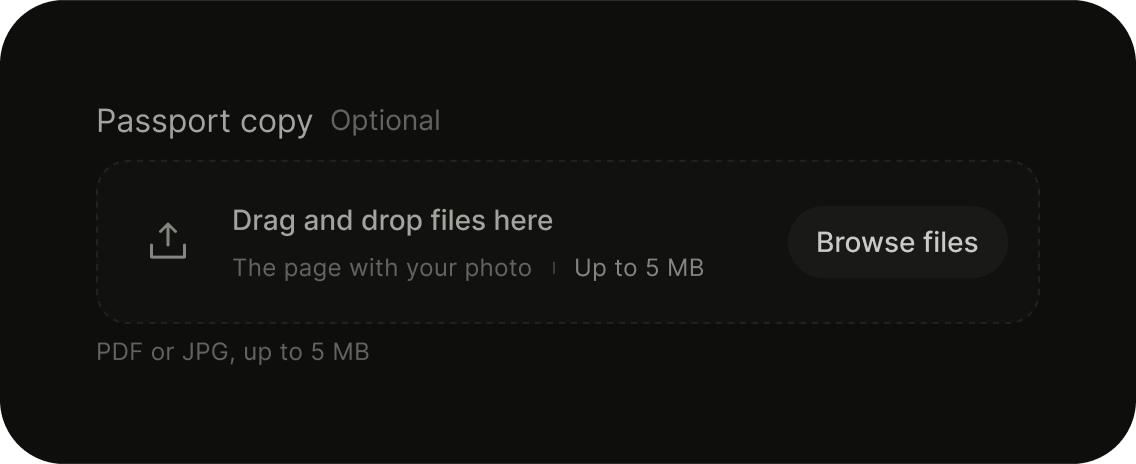 Passport copy Optional
Drag and drop files here
The page with your photo | Up to 5 MB
Browse files
PDF or JPG, up to 5 MB